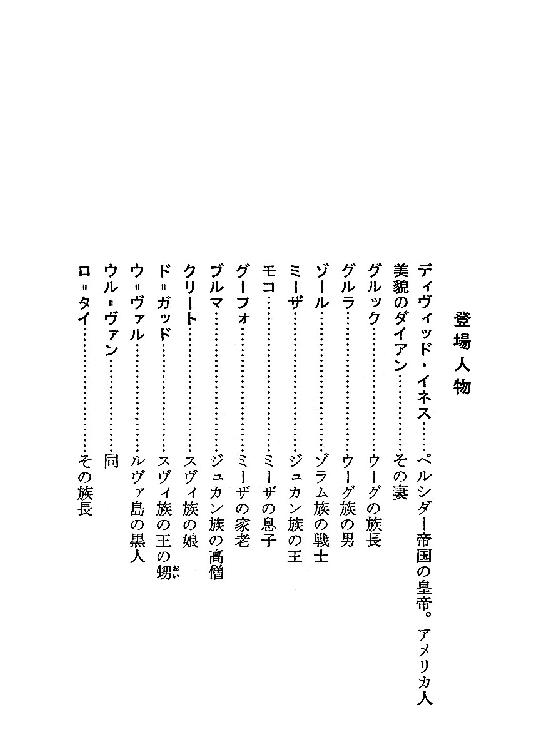 登場人物
ディヴィッド・イネス……ペルシダー帝国の皇帝。アメリカ人
美貌のダイアン……………その妻
グルック……………………ウーグの族長
グルラ………………………ウーグ族の男
ゾール………………………ゾラム族の戦士
ミーザ………………………ジュカン族の王
モコ…………………………ミーザの息子
グーフォ……………………ミーザの家老
ブルマ………………………ジュカン族の高僧
クリート……………………スヴィ族の娘
ド＝ガッド…………………スヴィ族の王の甥おい
ウ＝ヴァル…………………ルヴァ島の黒人
ウル＝ヴァン………………同
ロ＝タイ……………………その族長